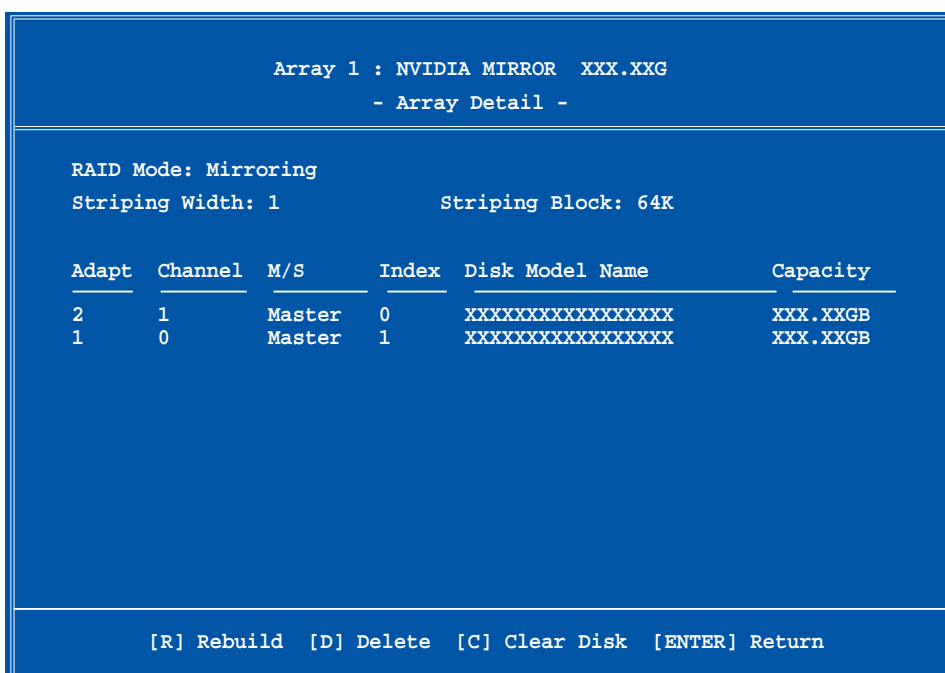 Array 1 : NVIDIA MIRROR XXX.XXG
- Array Detail -
RAID Mode: Mirroring
Striping Width: 1 Striping Block: 64K
Adapt Channel M/S Index Disk Model Name Capacity
2 1 Master 0 XXXXXXXXXXXXXXXXX XXX.XXGB
1 0 Master 1 XXXXXXXXXXXXXXXXX XXX.XXGB
[R] Rebuild [D] Delete [C] Clear Disk [ENTER] Return